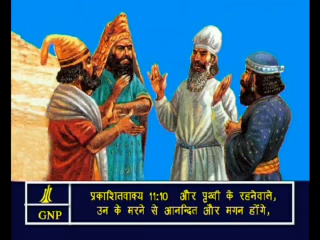 प्रकाशितवाक्य 11:10 और पृथ्वी के रहनेवाले,
उन के मरने से आनन्दित और मगन होंगे,
GNP